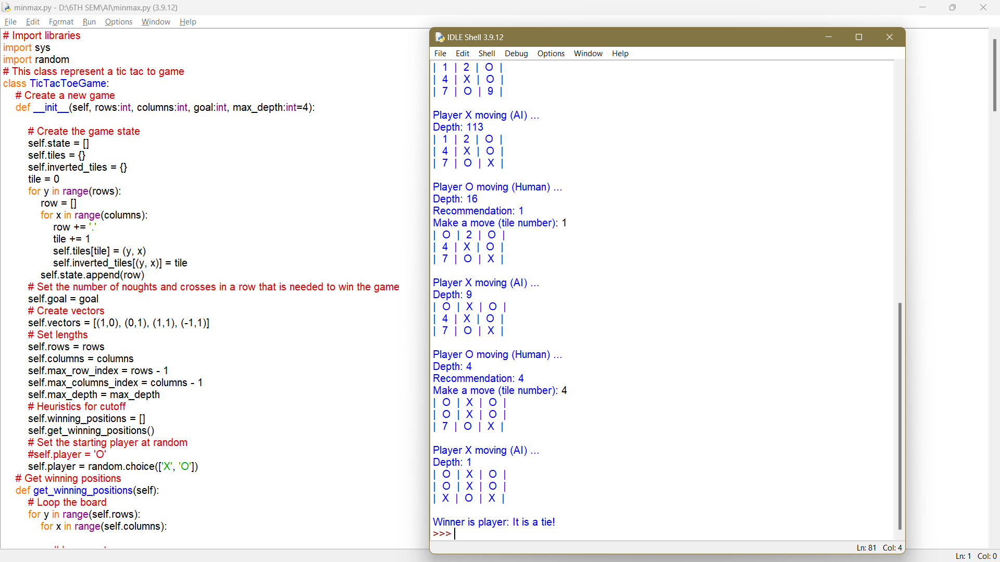 minmax.py - D:\6TH SEM\AI\minmax.py (3.9.12)
File Edit Format Run Options Window Help
# Import libraries
import sys
import random
# This class represent a tic tac to game
class TicTacToeGame:
# Create a new game
def __init__(self, rows:int, columns:int, goal:int, max_depth:int=4):
# Create the game state
self.state = []
self.tiles = {}
self.inverted_tiles = {}
tile = 0
for y in range(rows):
row = []
for x in range(columns):
row += '.'
tile += 1
self.tiles[tile] = (y, x)
self.inverted_tiles[(y, x)] = tile
self.state.append(row)
# Set the number of noughts and crosses in a row that is needed to win the game
self.goal = goal
# Create vectors
self.vectors = [(1,0), (0,1), (1,1), (-1,1)]
# Set lengths
self.rows = rows
self.columns = columns
self.max_row_index = rows - 1
self.max_columns_index = columns - 1
self.max_depth = max_depth
# Heuristics for cutoff
self.winning_positions = []
self.get_winning_positions()
# Set the starting player at random
#self.player = 'O'
self.player = random.choice(['X', 'O'])
# Get winning positions
def get_winning_positions(self):
# Loop the board
for y in range(self.rows):
for x in range(self.columns):
IDLE Shell 3.9.12
File Edit Shell Debug Options Window Help
| 1 | 2 | O |
| 4 | X | O |
| 7 | O | 9 |
Player X moving (AI) ...
Depth: 113
| 1 | 2 | O |
| 4 | X | O |
| 7 | O | X |
Player O moving (Human) ...
Depth: 16
Recommendation: 1
Make a move (tile number): 1
| O | 2 | O |
| 4 | X | O |
| 7 | O | X |
Player X moving (AI) ...
Depth: 9
| O | X | O |
| 4 | X | O |
| 7 | O | X |
Player O moving (Human) ...
Depth: 4
Recommendation: 4
Make a move (tile number): 4
| O | X | O |
| O | X | O |
| 7 | O | X |
Player X moving (AI) ...
Depth: 1
| O | X | O |
| O | X | O |
| X | O | X |
Winner is player: It is a tie!
>>>
Ln: 81 Col: 4
Ln: 1 Col: 0